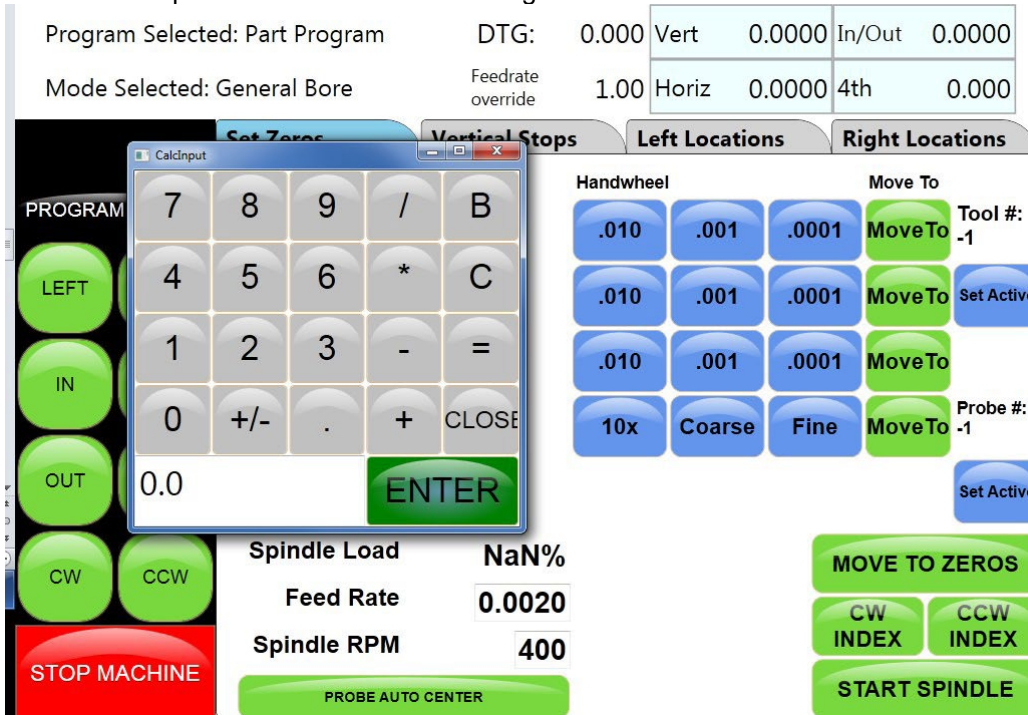 Program Selected: Part Program DTG: 0.000 Vert 0.0000 In/Out 0.0000
Mode Selected: General Bore Feedrate override 1.00 Horiz 0.0000 4th 0.000
Set Zeros Vertical Stops Left Locations Right Locations
CalcInput
7 8 9 / B
4 5 6 * C
1 2 3 - =
0 +/- . + CLOSE
0.0 ENTER
PROGRAM
LEFT
IN
OUT
CW CCW
STOP MACHINE
Handwheel Move To
.010 .001 .0001 MoveTo Tool #:
-1
.010 .001 .0001 MoveTo Set Active
.010 .001 .0001 MoveTo
10x Coarse Fine MoveTo Probe #:
-1
Set Active
Spindle Load NaN%
Feed Rate 0.0020
Spindle RPM 400
PROBE AUTO CENTER
MOVE TO ZEROS
CW INDEX CCW INDEX
START SPINDLE